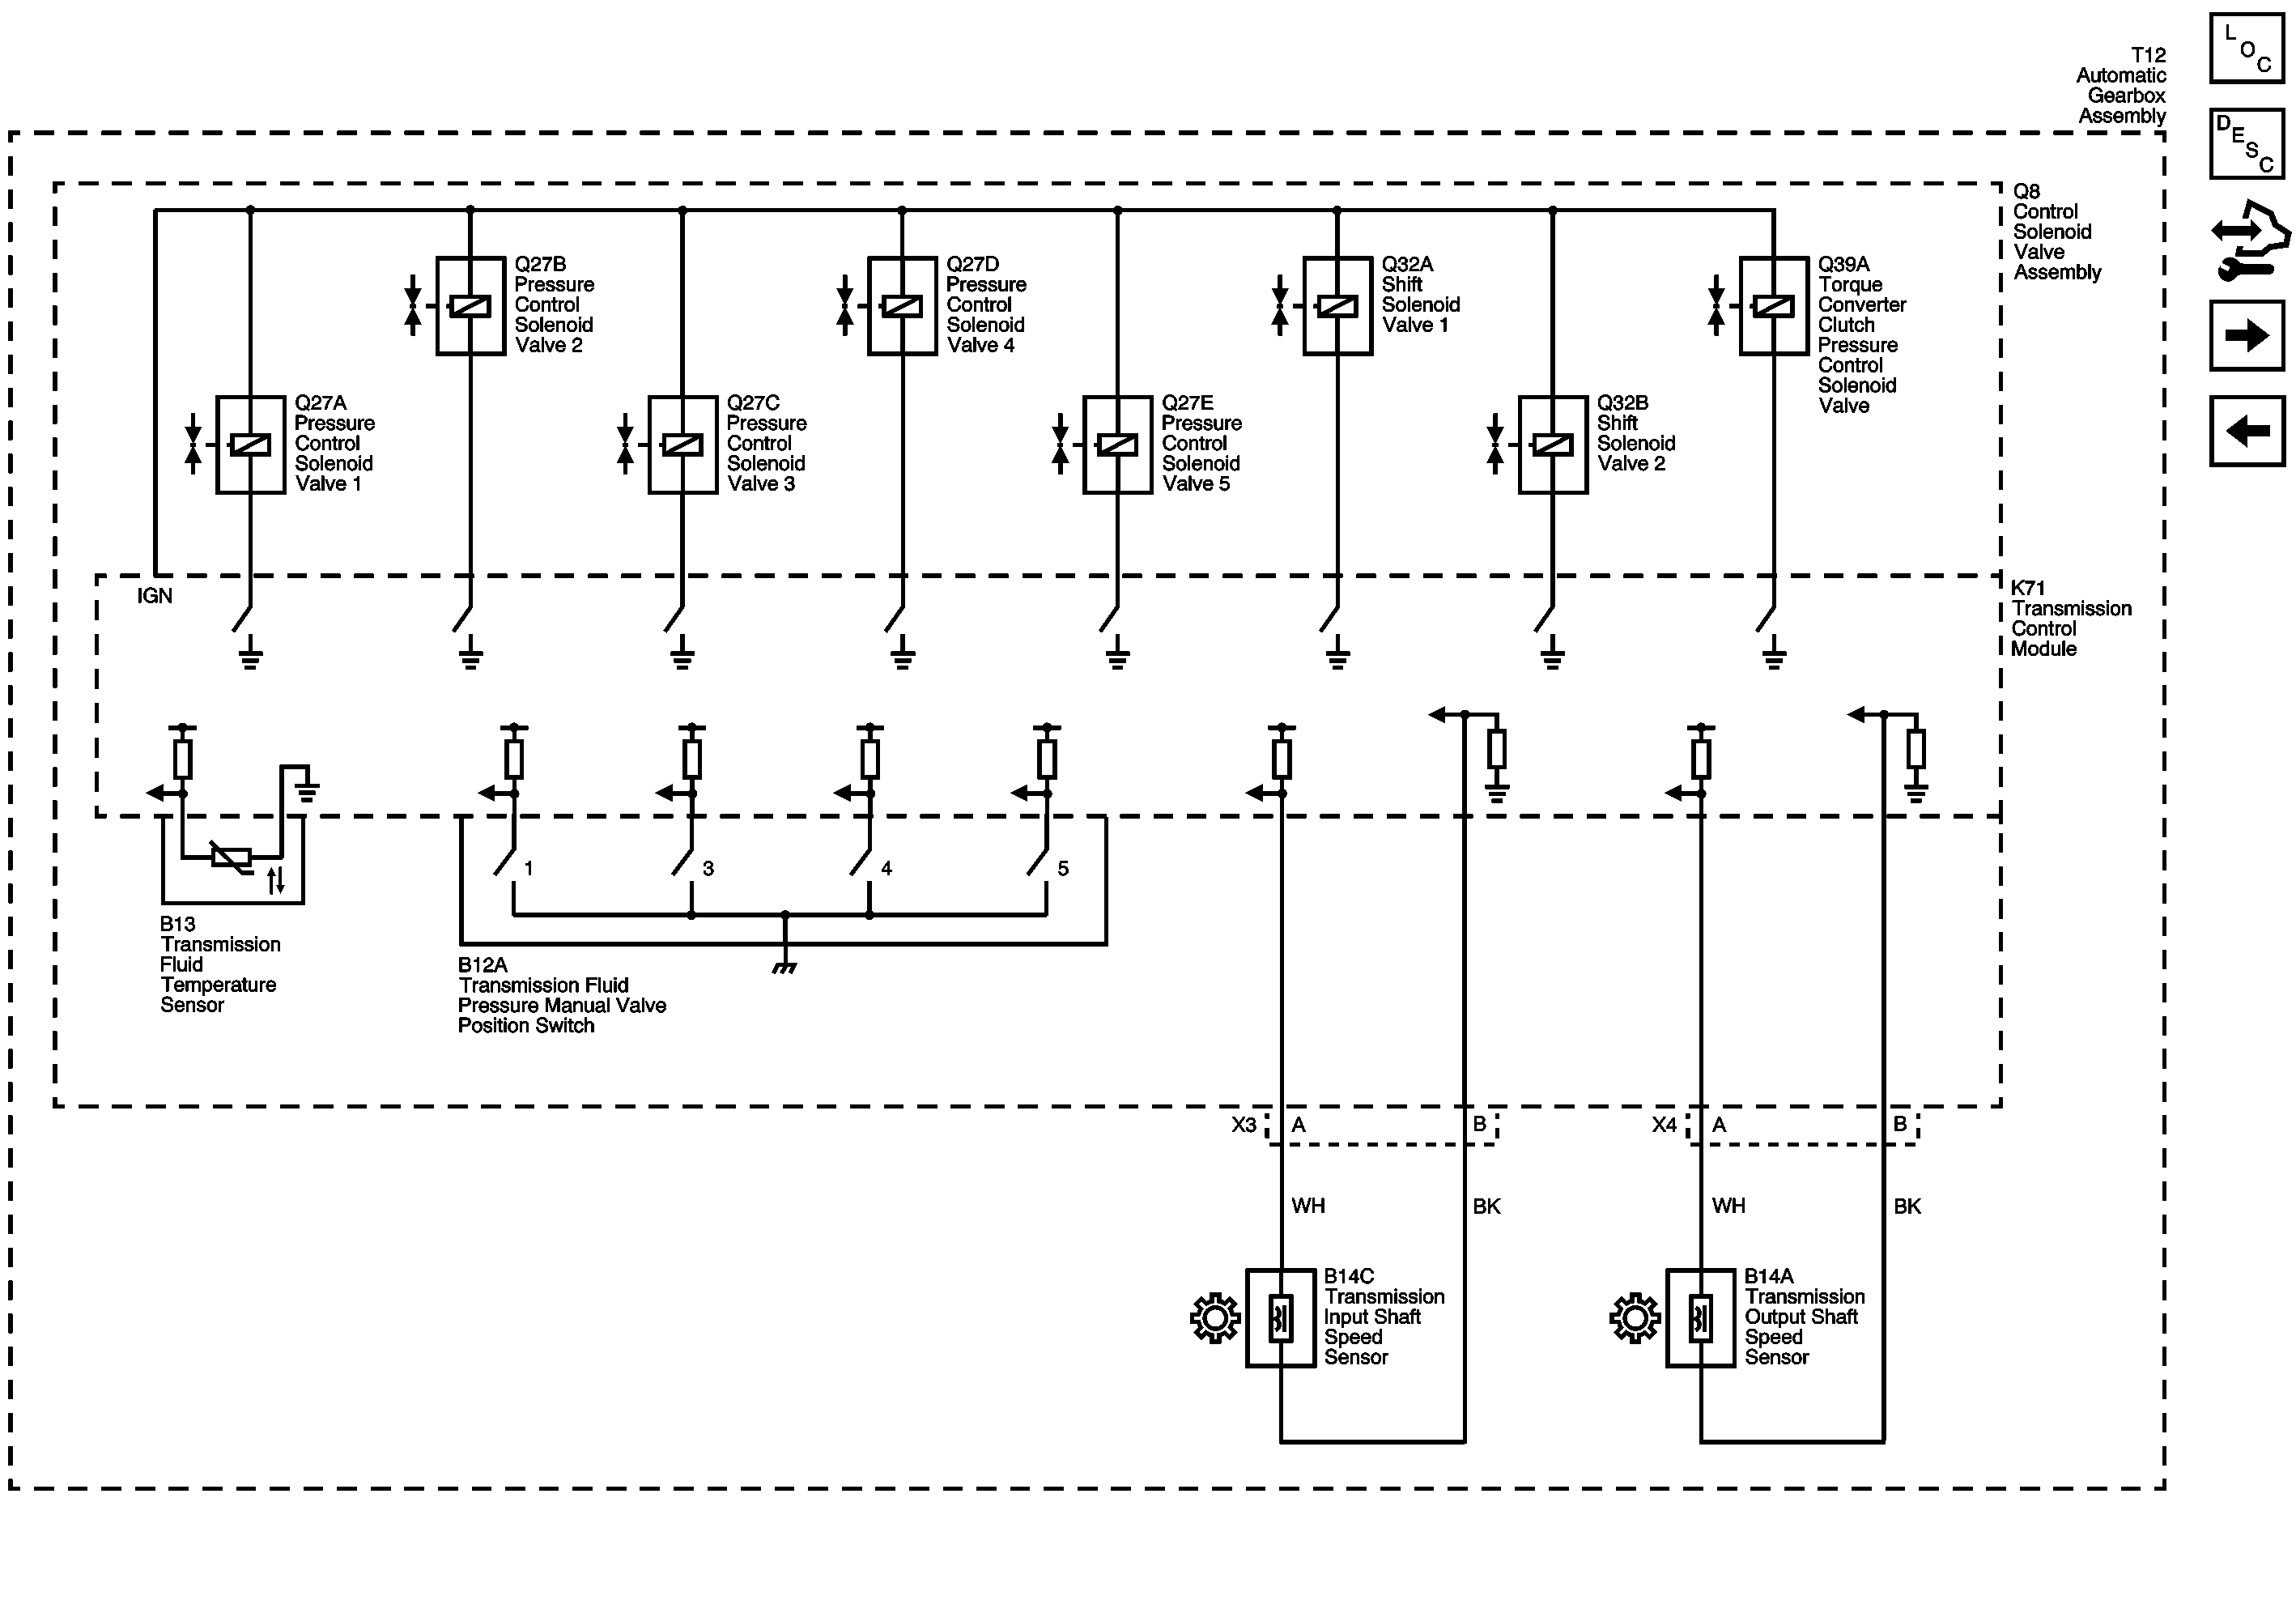 L
O
C
T12
Automatic
Gearbox
Assembly
D
E
S
C
Q8
Control
Solenoid
Valve
Assembly
Q27B
Pressure
Control
Solenoid
Valve 2
Q27D
Pressure
Control
Solenoid
Valve 4
Q32A
Shift
Solenoid
Valve 1
Q39A
Torque
Converter
Clutch
Pressure
Control
Solenoid
Valve
Q27A
Pressure
Control
Solenoid
Valve 1
Q27C
Pressure
Control
Solenoid
Valve 3
Q27E
Pressure
Control
Solenoid
Valve 5
Q32B
Shift
Solenoid
Valve 2
IGN
K71
Transmission
Control
Module
1
3
4
5
B13
Transmission
Fluid
Temperature
Sensor
B12A
Transmission Fluid
Pressure Manual Valve
Position Switch
X3 A B X4 A B
WH BK WH BK
B14C
Transmission
Input Shaft
Speed
Sensor
B14A
Transmission
Output Shaft
Speed
Sensor